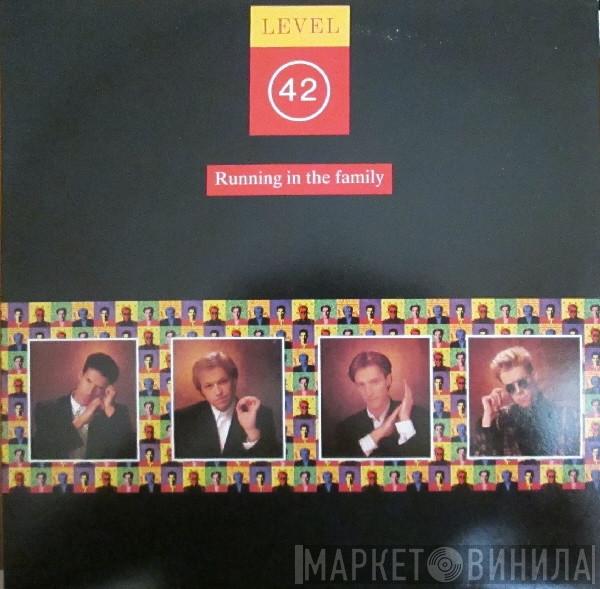 LEVEL
42
Running in the family
МАРКЕТ ВИНИЛА